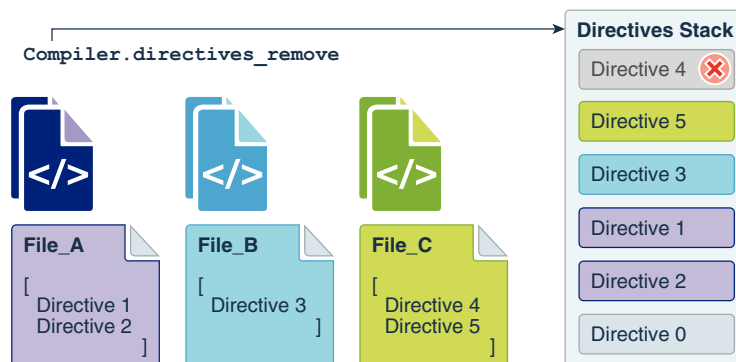 Compiler.directives_remove
Directives Stack
Directive 4
Directive 5
Directive 3
Directive 1
Directive 2
Directive 0
</>
</>
</>
File_A
[
Directive 1
Directive 2
]
File_B
[
Directive 3
]
File_C
[
Directive 4
Directive 5
]